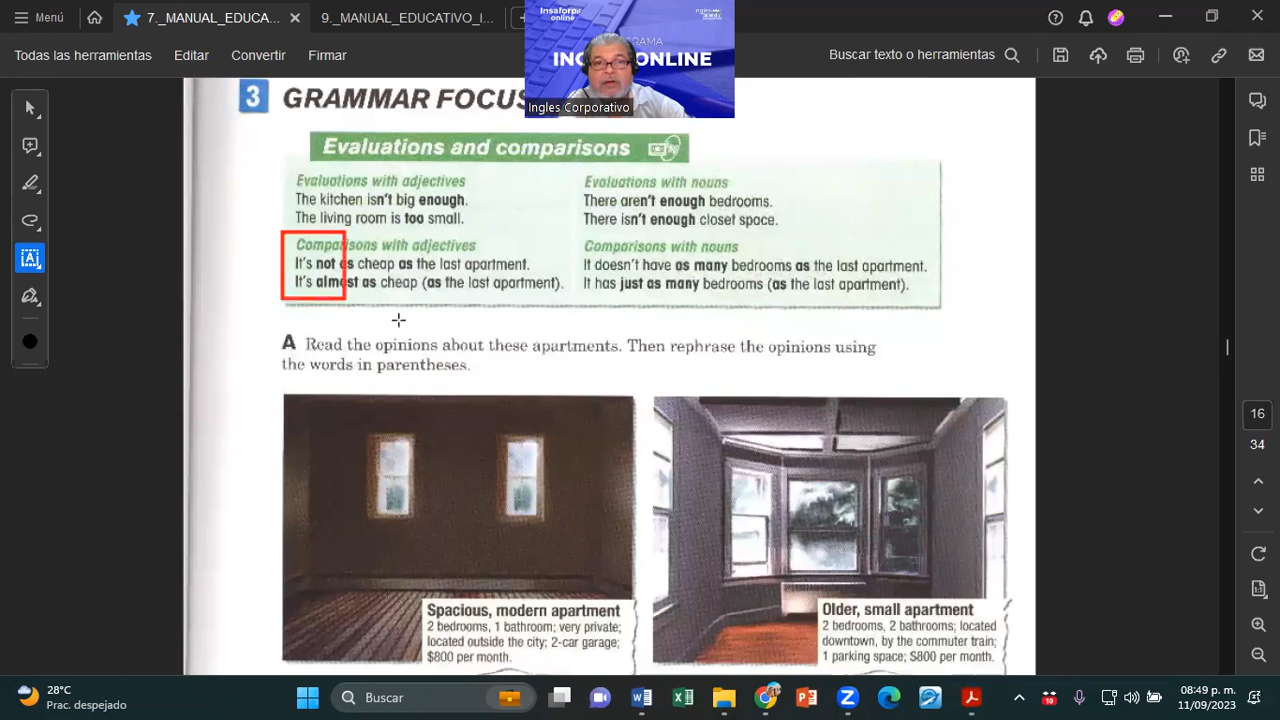 7._MANUAL_EDUCA...
9._MANUAL_EDUCATIVO_I...
Menú
Todas las herramientas
Editar
Convertir
Firmar
Buscar texto o herramientas
Insaforp
online
INGLES ONLINE
Ingles Corporativo
3 GRAMMAR FOCUS
Evaluations and comparisons
Evaluations with adjectives
The kitchen isn't big enough.
The living room is too small.
Comparisons with adjectives
It's not as cheap as the last apartment.
It's almost as cheap (as the last apartment).
Evaluations with nouns
There aren't enough bedrooms.
There isn't enough closet space.
Comparisons with nouns
It doesn't have as many bedrooms as the last apartment.
It has just as many bedrooms (as the last apartment).
A Read the opinions about these apartments. Then rephrase the opinions using
the words in parentheses.
Spacious, modern apartment
2 bedrooms, 1 bathroom; very private;
located outside the city; 2-car garage;
$800 per month.
Older, small apartment
2 bedrooms, 2 bathrooms; located
downtown, by the commuter train;
1 parking space; $800 per month.
16
34
28°C
Prc. despejado
Buscar
08:49 p. m.
11/09/2023